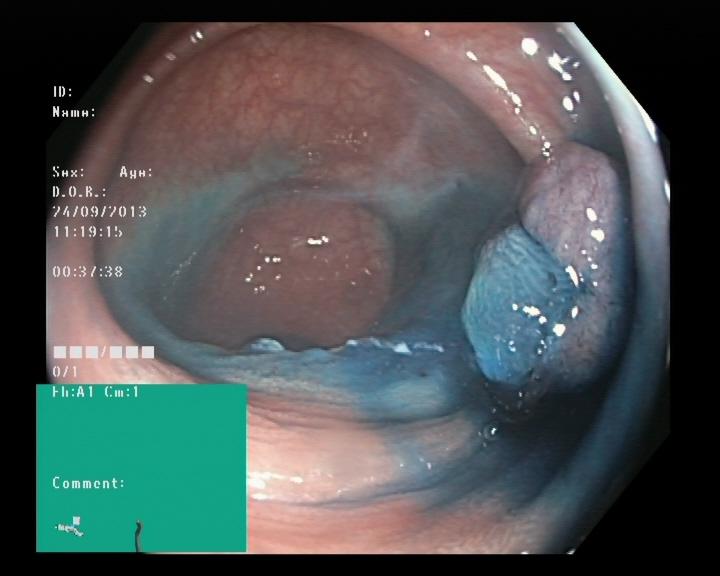 ID:
Name:
Sex: Age:
D.O.B.:
24/09/2013
11:19:15
00:37:38
■■■/■■■
0/1
Eh:A1 Cm:1
Comment: